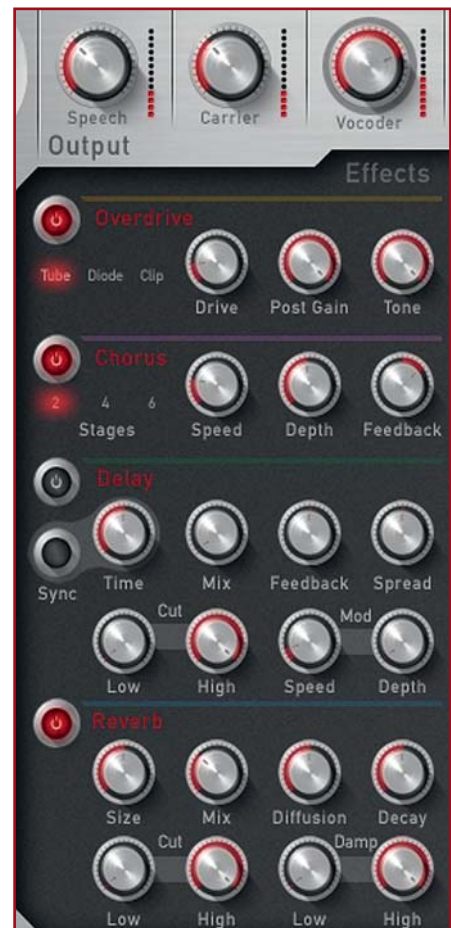 Speech Carrier Vocoder
Output
Effects
Overdrive
Tube Diode Clip
Drive Post Gain Tone
Chorus
2 4 6
Stages Speed Depth Feedback
Delay
Sync Time Mix Feedback Spread
Cut Mod
Low High Speed Depth
Reverb
Size Mix Diffusion Decay
Cut Damp
Low High Low High